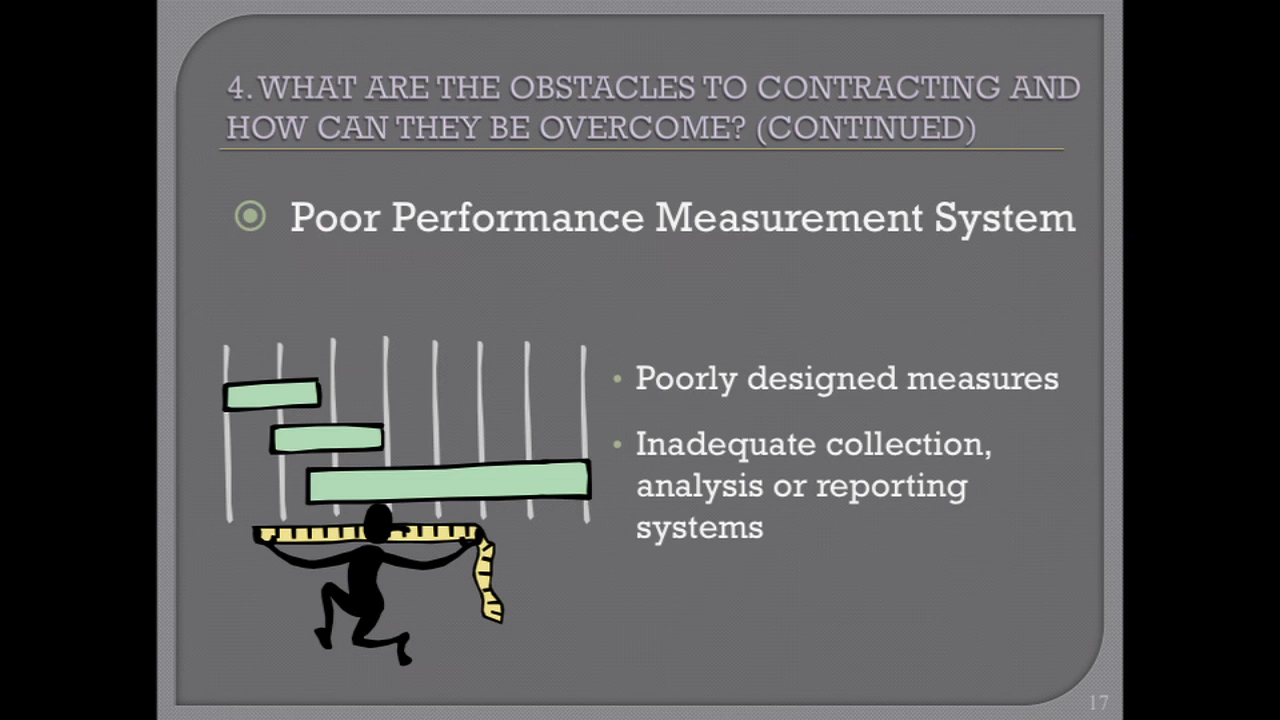 4. WHAT ARE THE OBSTACLES TO CONTRACTING AND
HOW CAN THEY BE OVERCOME? (CONTINUED)
Poor Performance Measurement System
• Poorly designed measures
• Inadequate collection,
analysis or reporting
systems
17